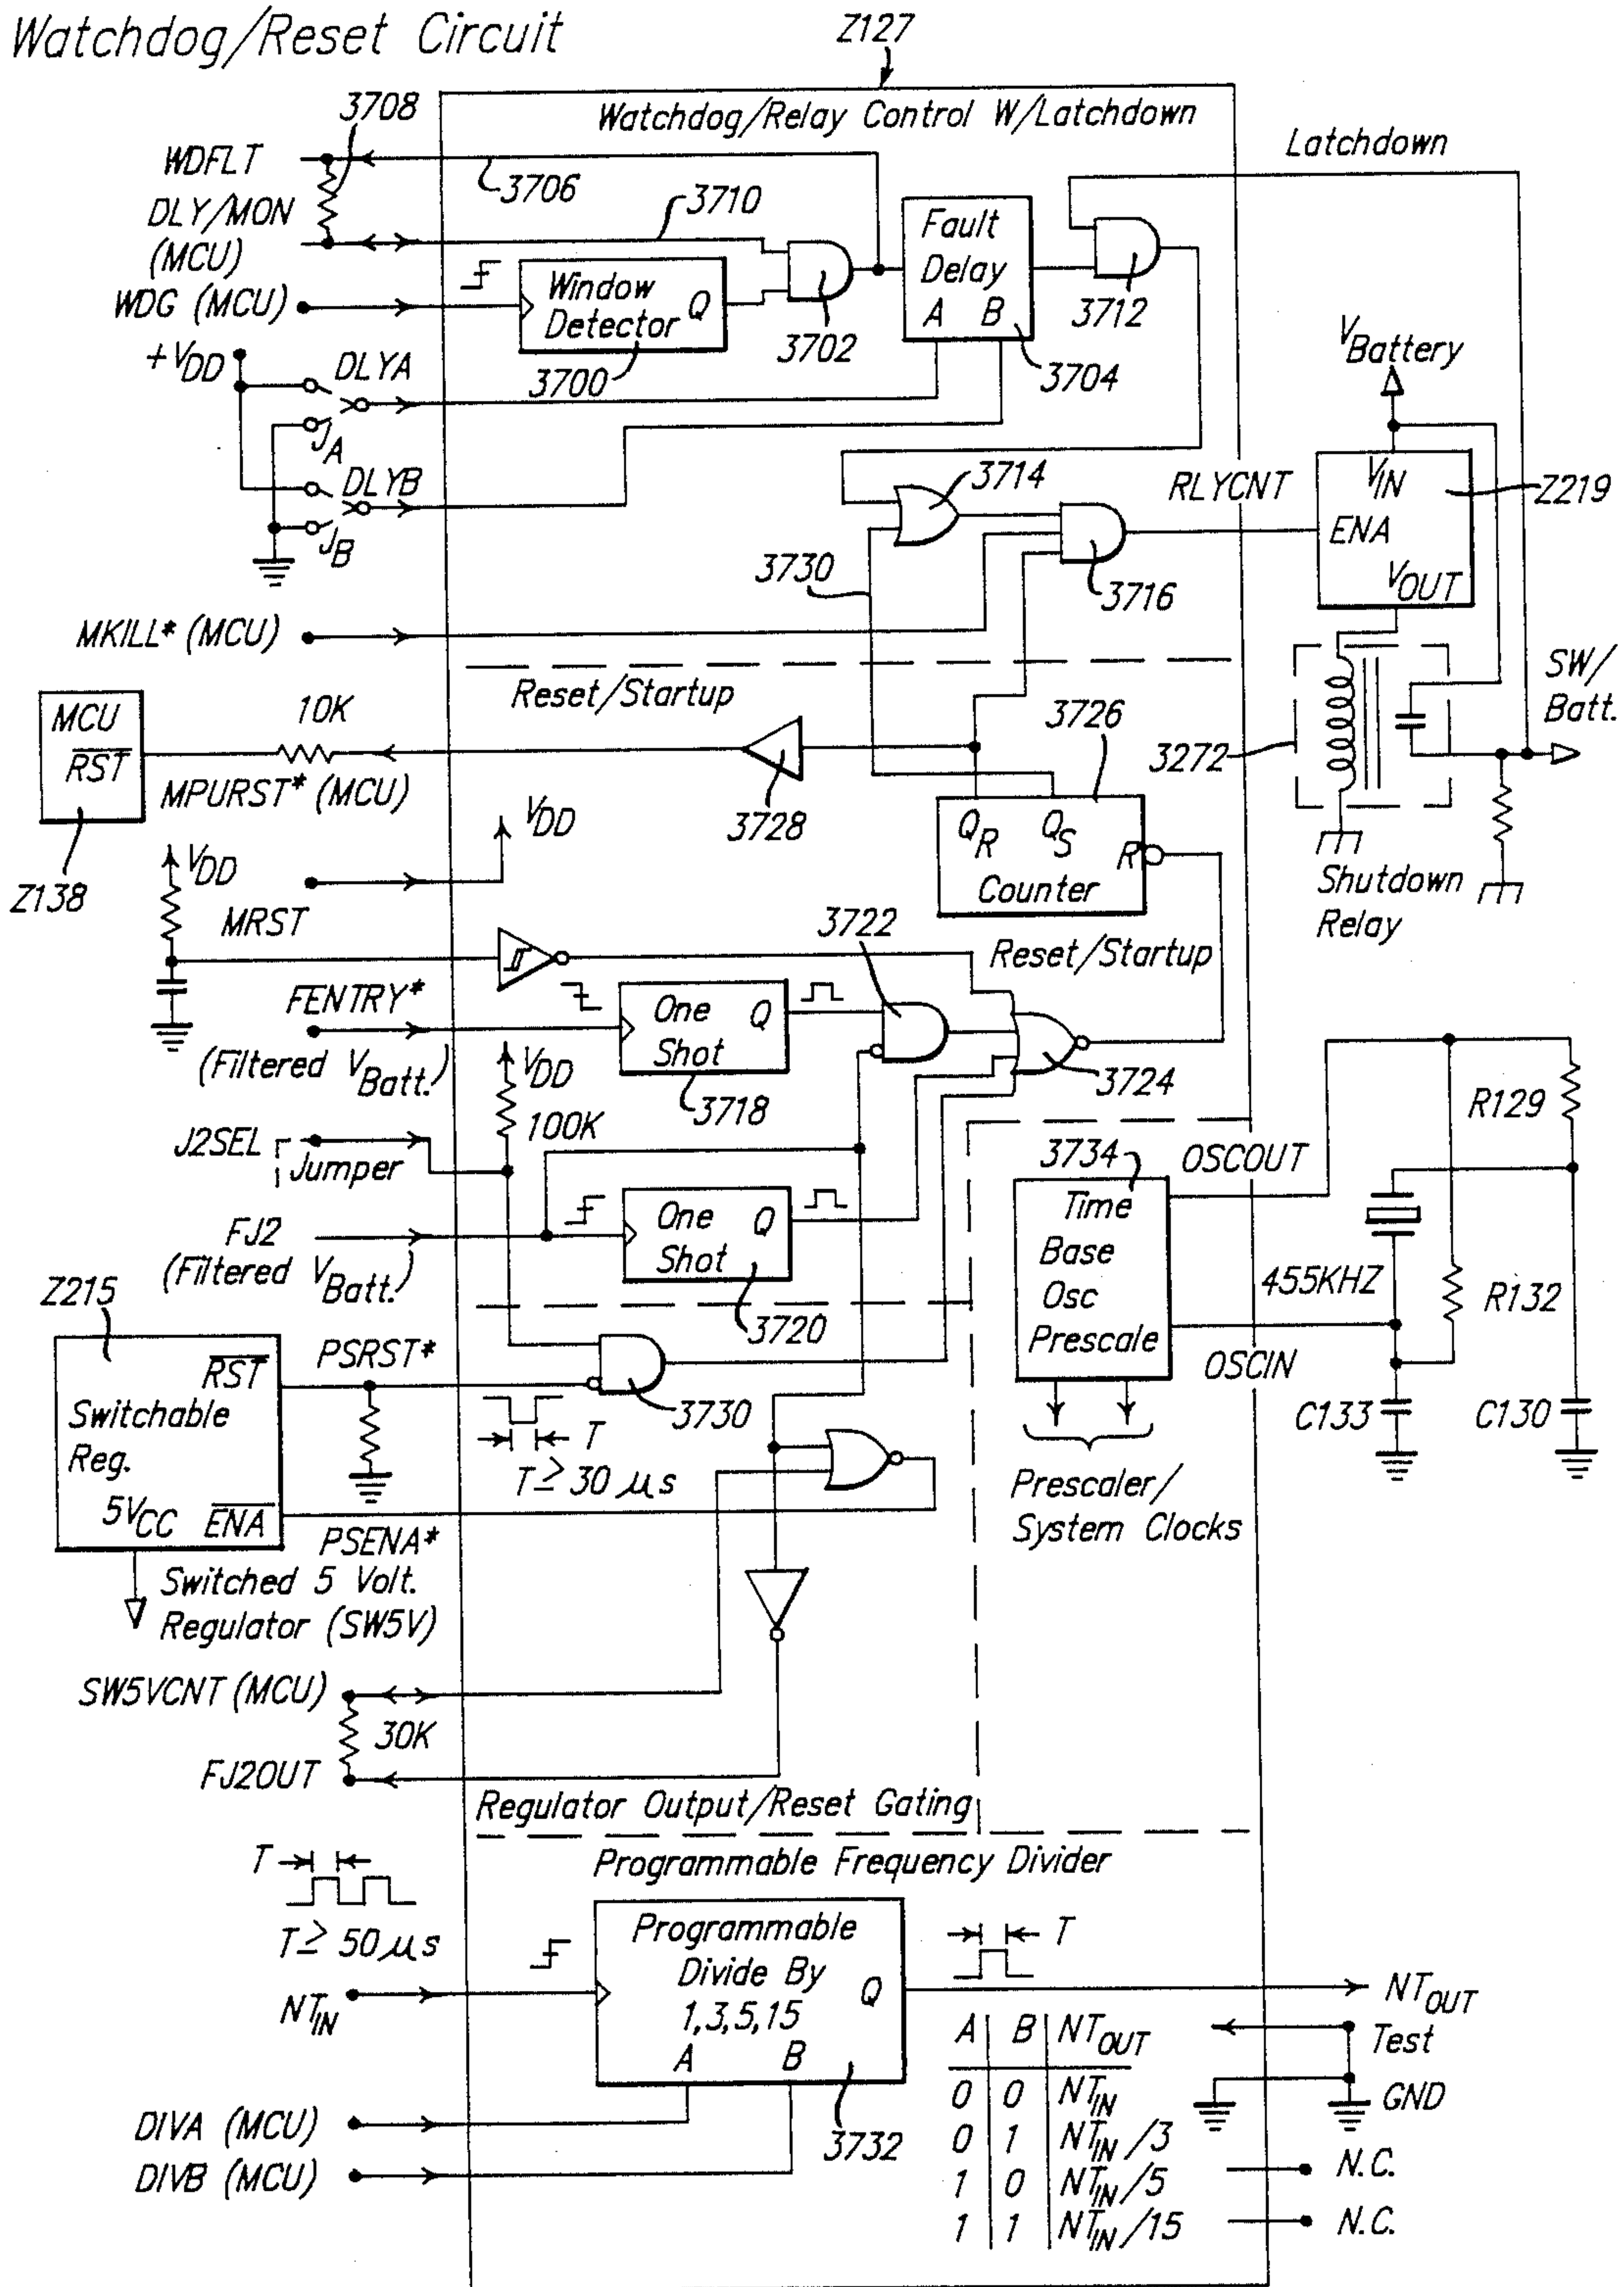 Watchdog/Reset Circuit
Z127
3708
Watchdog/Relay Control W/Latchdown
Latchdown
WDFLT
3706
DLY/MON
(MCU)
3710
Fault
Delay
A B
3712
WDG (MCU)
Window
Detector Q
3702
3700
3704
+VDD
DLYA
JA
DLYB
JB
VBattery
3714
RLYCNT
VIN
Z219
ENA
VOUT
3730
3716
MKILL* (MCU)
Reset/Startup
SW/
Batt.
MCU
RST
10K
3726
3272
MPURST* (MCU)
3728
QR QS
R
Counter
VDD
VDD
Z138
MRST
Shutdown
Relay
3722
Reset/Startup
FENTRY*
(Filtered VBatt.)
One
Shot
Q
3718
3724
VDD
100K
R129
J2SEL
Jumper
3734
OSCOUT
Time
Base
Osc
Prescale
FJ2
(Filtered VBatt.)
One
Shot
Q
3720
455KHZ
R132
OSCIN
Z215
RST
PSRST*
Switchable
Reg.
5VCC ENA
3730
T
T ≥ 30 μs
C133
C130
Prescaler/
System Clocks
PSENA*
Switched 5 Volt.
Regulator (SW5V)
SW5VCNT (MCU)
30K
FJ2OUT
Regulator Output/Reset Gating
Programmable Frequency Divider
T
T ≥ 50 μs
Programmable
Divide By
1,3,5,15
Q
A B
T
NTIN
NTOUT
Test
GND
A B NTOUT
0 0 NTIN
0 1 NTIN/3
1 0 NTIN/5
1 1 NTIN/15
3732
DIVA (MCU)
DIVB (MCU)
N.C.
N.C.